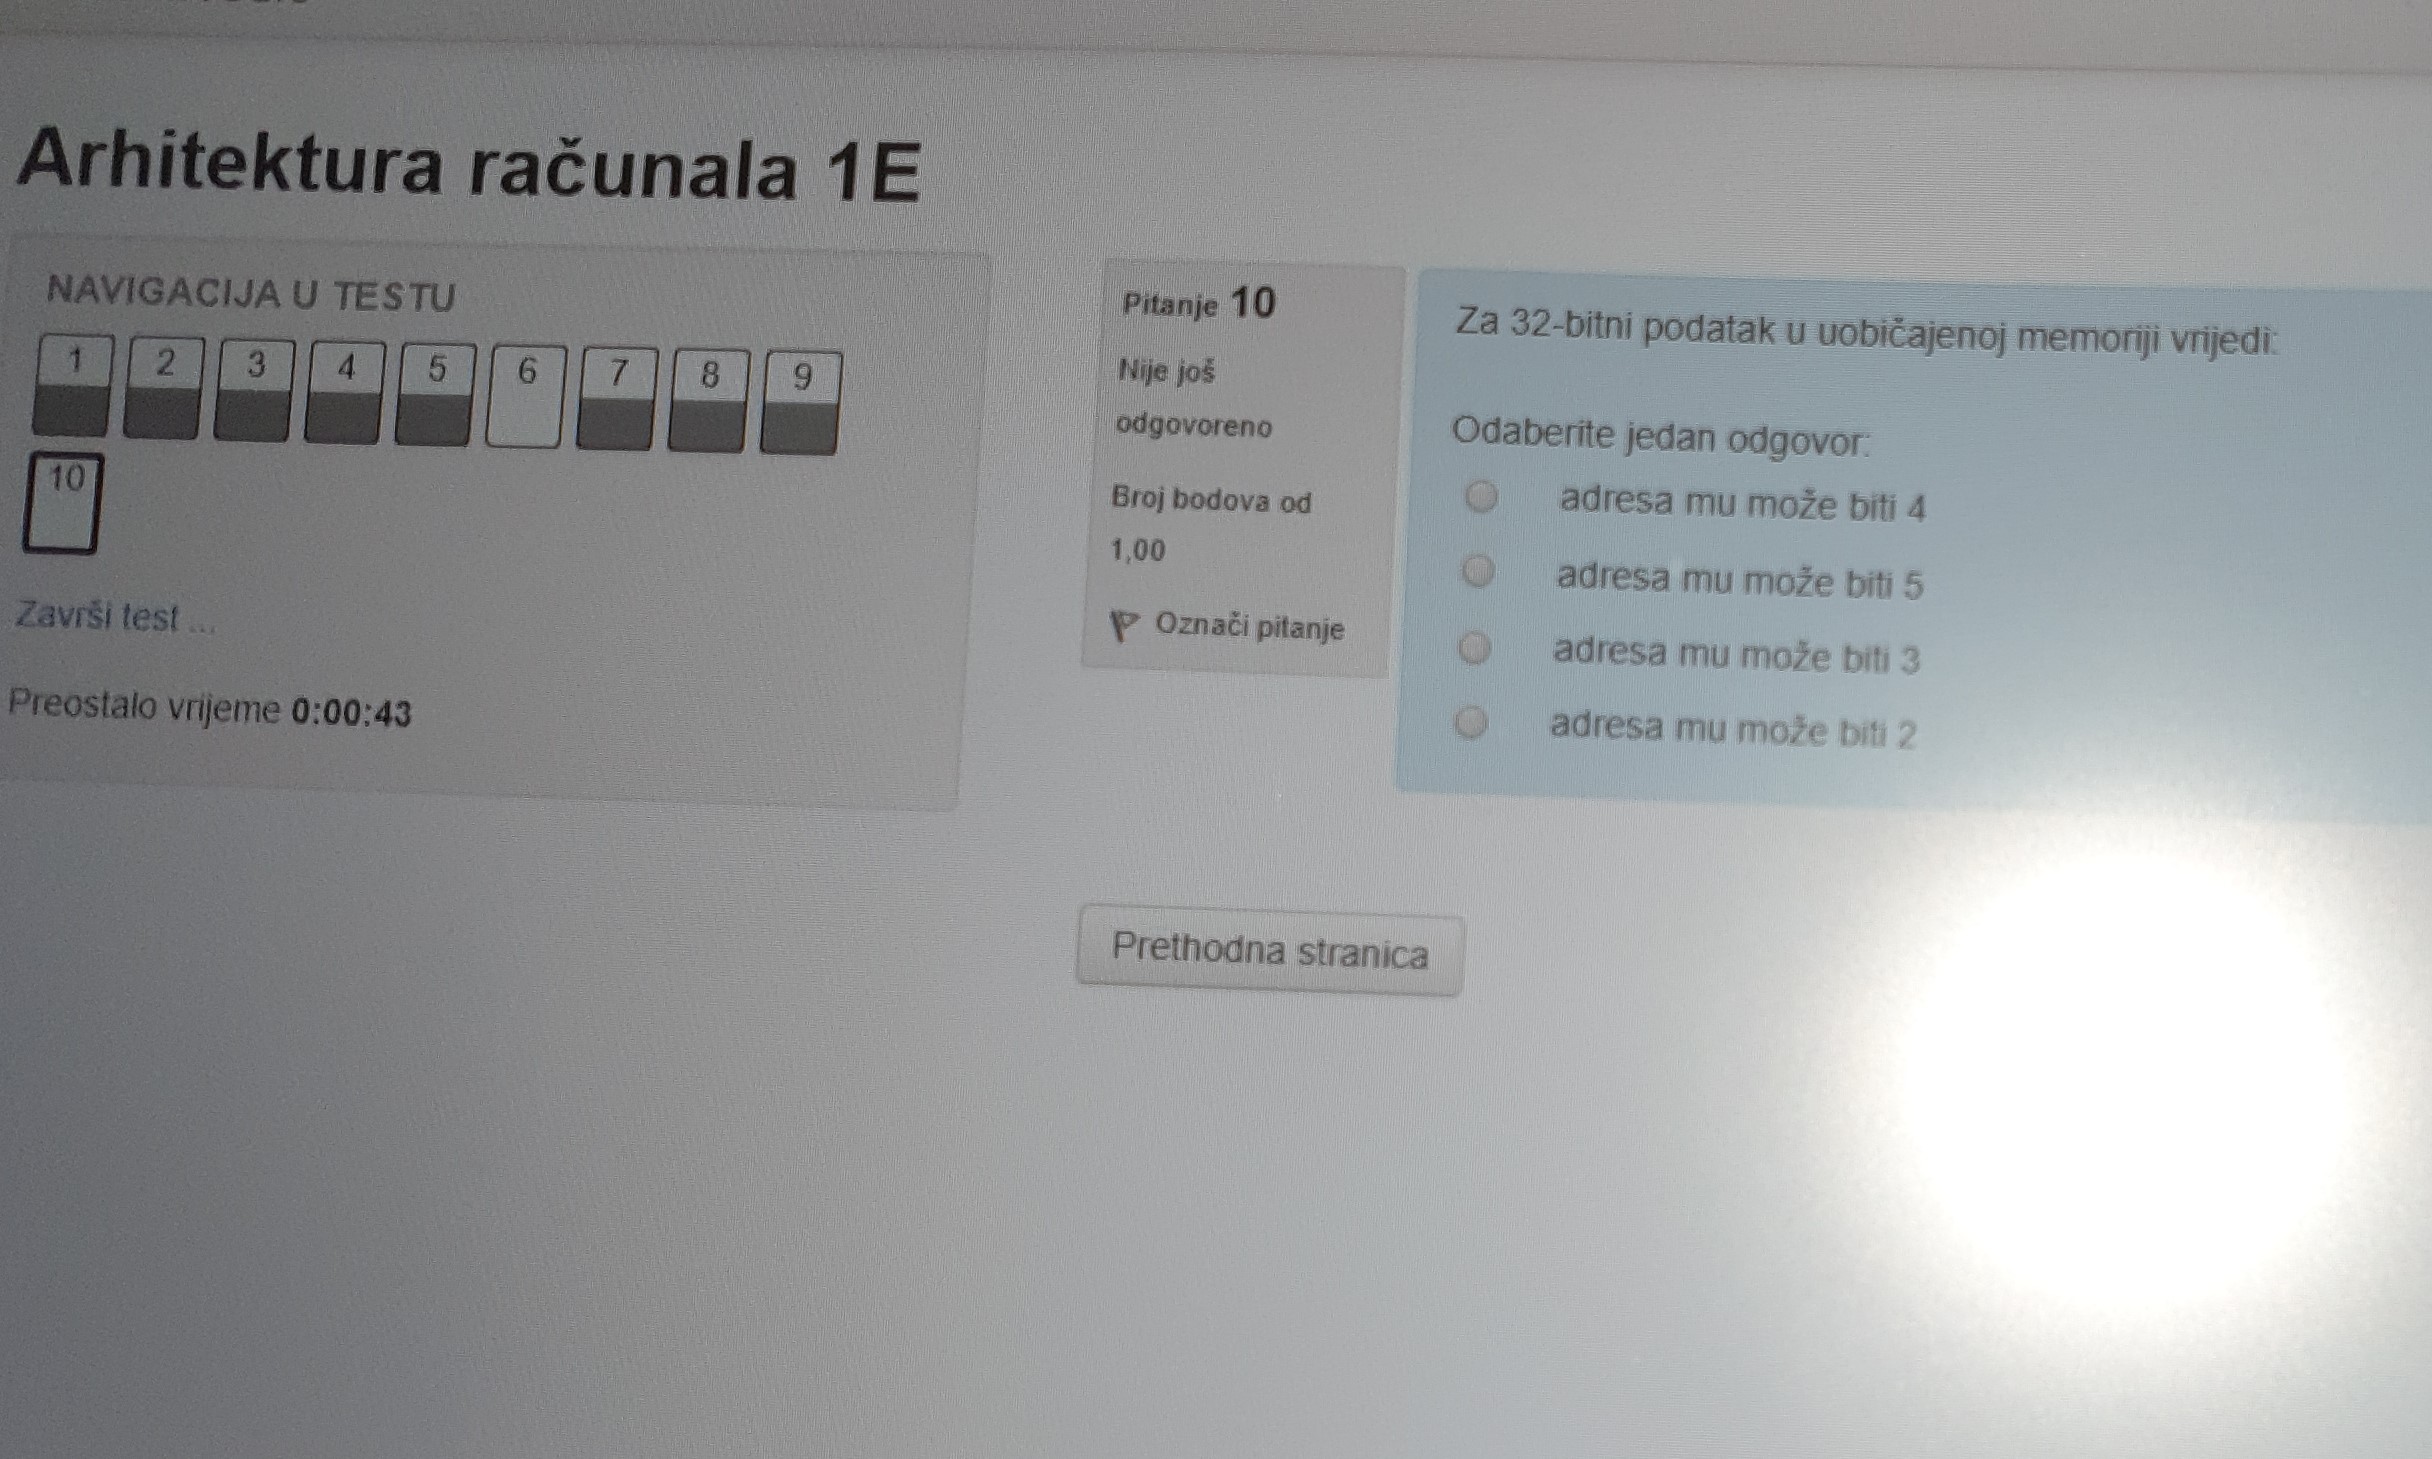 Arhitektura računala 1E
NAVIGACIJA U TESTU
1 2 3 4 5 6 7 8 9
10
Završi test ...
Preostalo vrijeme 0:00:43
Pitanje 10
Nije još
odgovoreno
Broj bodova od
1,00
Označi pitanje
Za 32-bitni podatak u uobičajenoj memoriji vrijedi:
Odaberite jedan odgovor:
adresa mu može biti 4
adresa mu može biti 5
adresa mu može biti 3
adresa mu može biti 2
Prethodna stranica